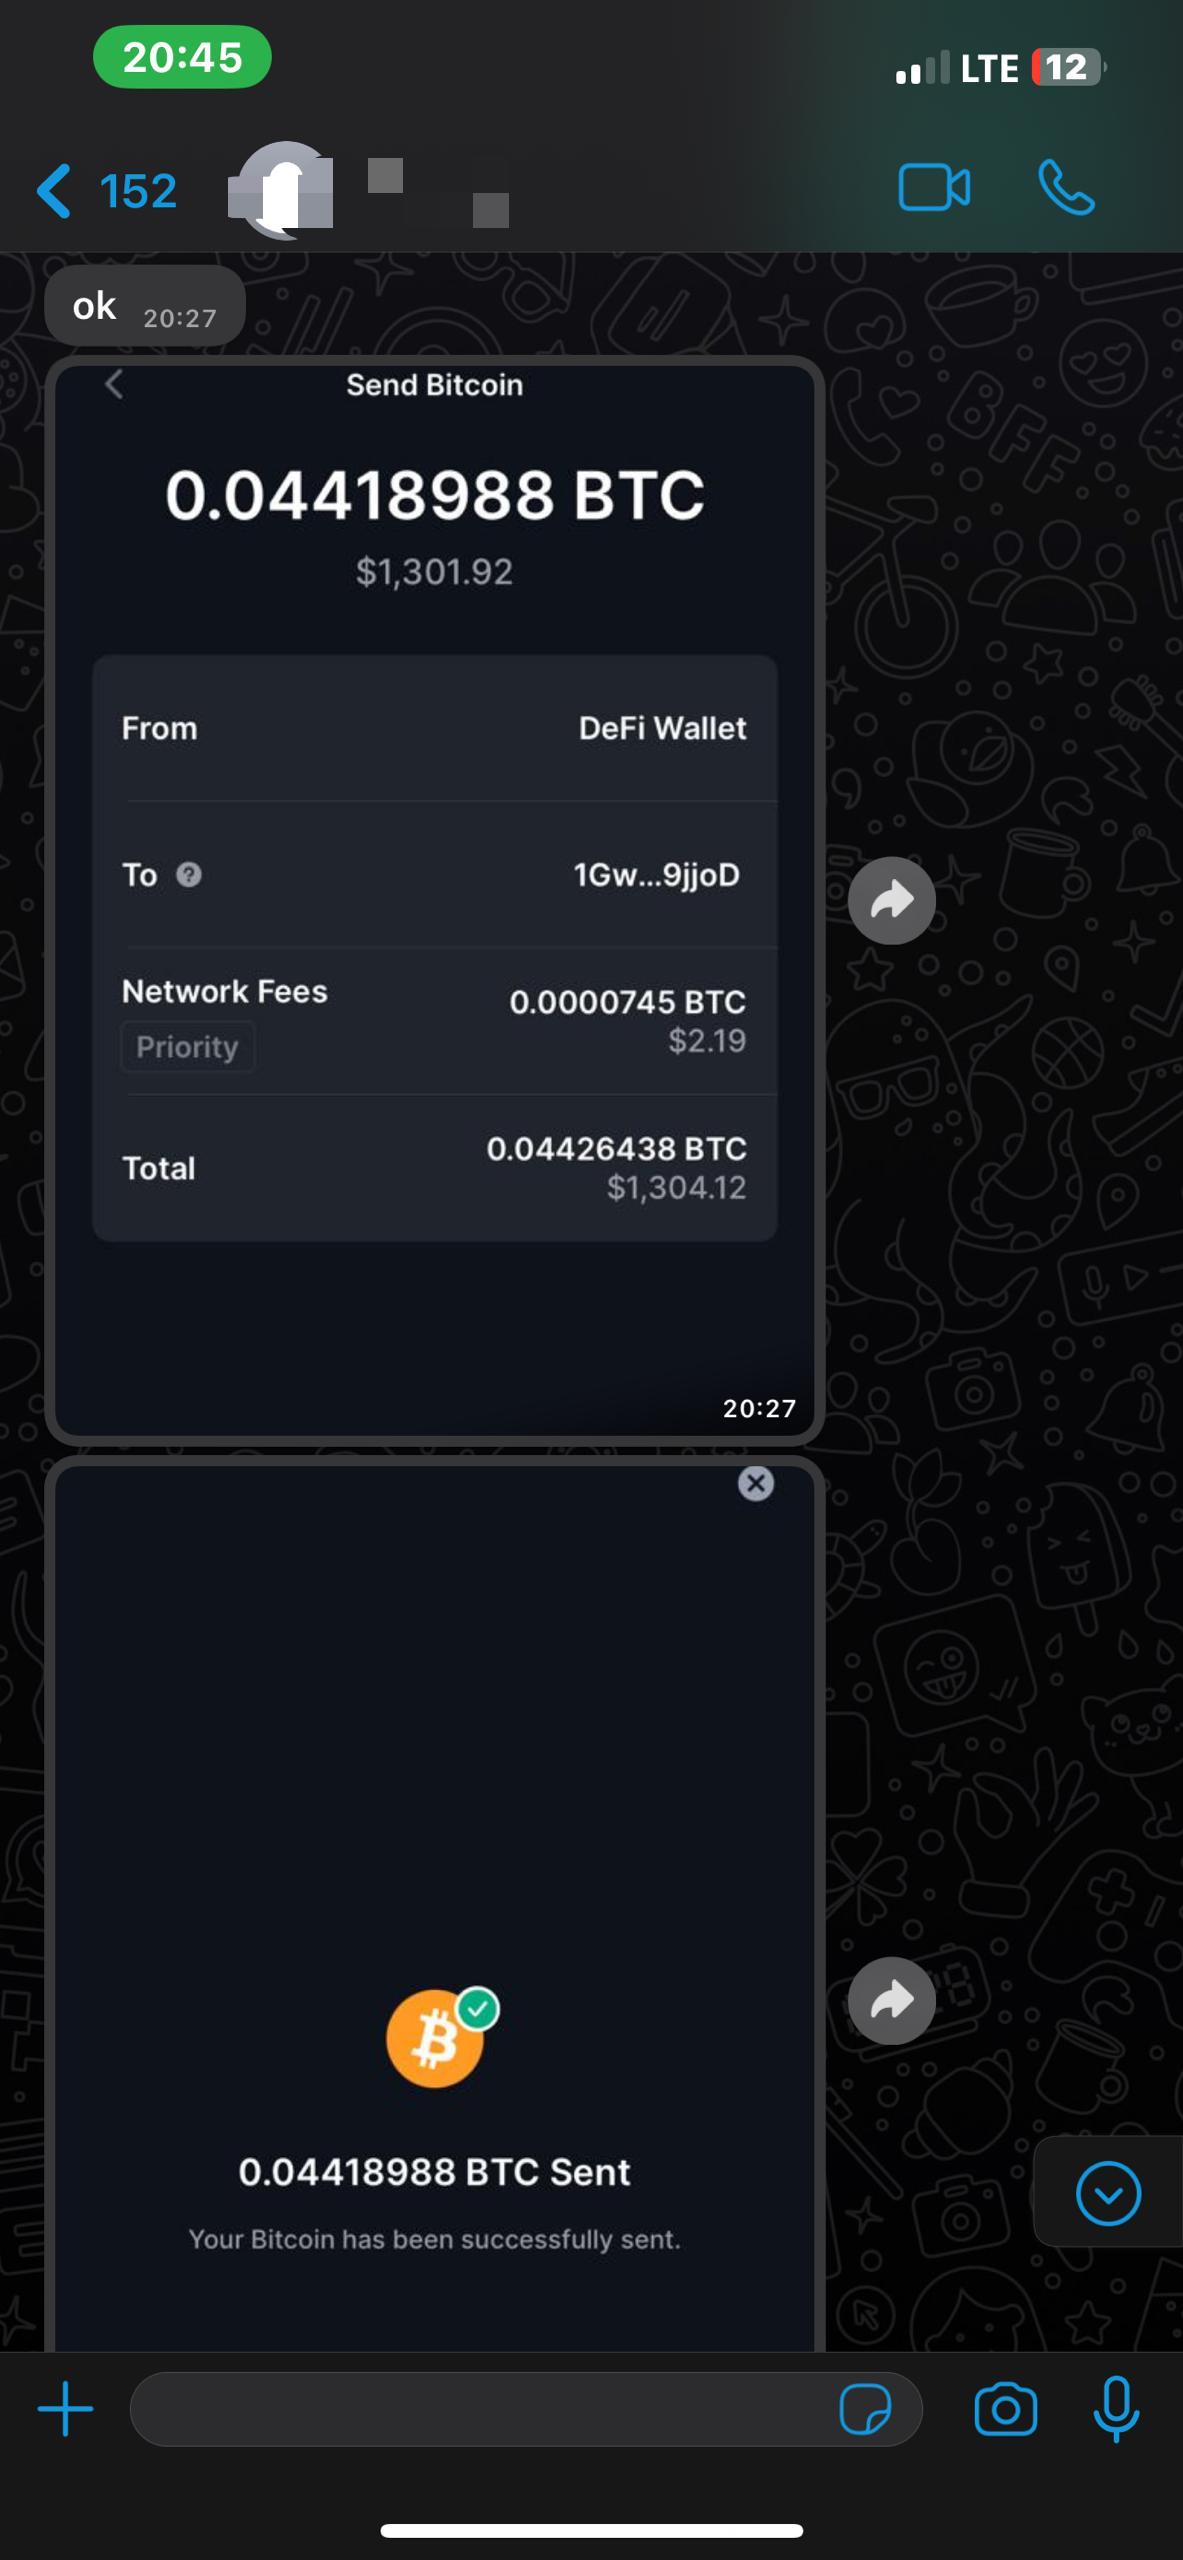 20:45
LTE 12
152
ok 20:27
Send Bitcoin
0.04418988 BTC
$1,301.92
From DeFi Wallet
To ? 1Gw...9jjoD
Network Fees 0.0000745 BTC
Priority $2.19
Total 0.04426438 BTC
$1,304.12
20:27
0.04418988 BTC Sent
Your Bitcoin has been successfully sent.
BFF